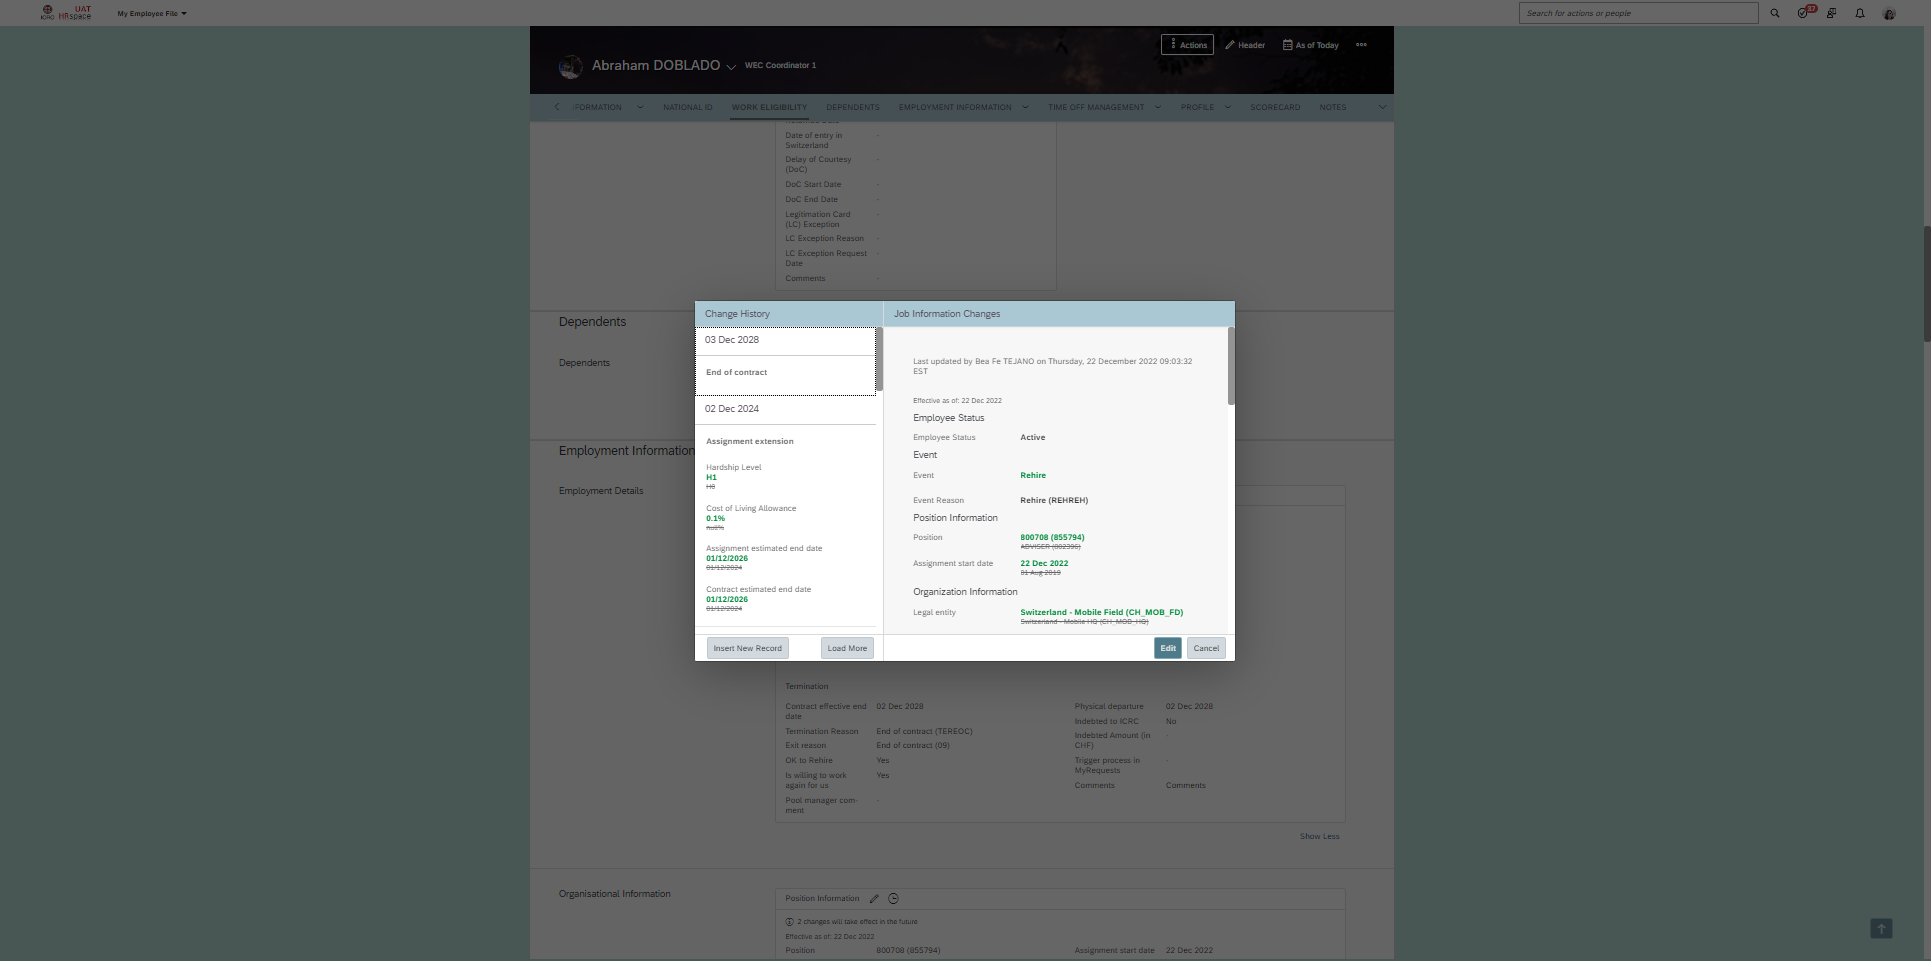 ICRC
UAT
HRspace
My Employee File
Search for actions or people
37
Actions
Header
As of Today
Abraham DOBLADO
WEC Coordinator 1
FORMATION
NATIONAL ID
WORK ELIGIBILITY
DEPENDENTS
EMPLOYMENT INFORMATION
TIME OFF MANAGEMENT
PROFILE
SCORECARD
NOTES
Date of entry in
Switzerland
-
Delay of Courtesy
(DoC)
-
DoC Start Date
-
DoC End Date
-
Legitimation Card
(LC) Exception
-
LC Exception Reason
-
LC Exception Request
Date
-
Comments
-
Dependents
Dependents
Employment Information
Employment Details
Change History
03 Dec 2028
End of contract
02 Dec 2024
Assignment extension
Hardship Level
H1
H0
Cost of Living Allowance
0.1%
Assignment estimated end date
01/12/2026
01/12/2024
Contract estimated end date
01/12/2026
01/12/2024
Insert New Record
Load More
Job Information Changes
Last updated by Bea Fe TEJANO on Thursday, 22 December 2022 09:03:32
EST
Effective as of: 22 Dec 2022
Employee Status
Employee Status
Active
Event
Event
Rehire
Event Reason
Rehire (REHREH)
Position Information
Position
800708 (855794)
ADVISER (002396)
Assignment start date
22 Dec 2022
01 Aug 2019
Organization Information
Legal entity
Switzerland - Mobile Field (CH_MOB_FD)
Switzerland - Mobile HQ (CH_MOB_HQ)
Edit
Cancel
Termination
Contract effective end
date
02 Dec 2028
Termination Reason
End of contract (TEREOC)
Exit reason
End of contract (09)
OK to Rehire
Yes
Is willing to work
again for us
Yes
Pool manager com-
ment
-
Physical departure
02 Dec 2028
Indebted to ICRC
No
Indebted Amount (in
CHF)
-
Trigger process in
MyRequests
-
Comments
Comments
Show Less
Organisational Information
Position Information
2 changes will take effect in the future
Effective as of: 22 Dec 2022
Position
800708 (855794)
Assignment start date
22 Dec 2022